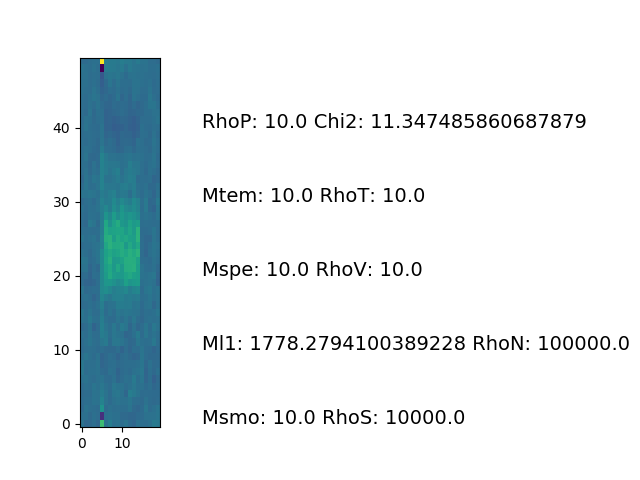 40
30
20
10
0
0 10
RhoP: 10.0 Chi2: 11.347485860687879
Mtem: 10.0 RhoT: 10.0
Mspe: 10.0 RhoV: 10.0
Ml1: 1778.2794100389228 RhoN: 100000.0
Msmo: 10.0 RhoS: 10000.0